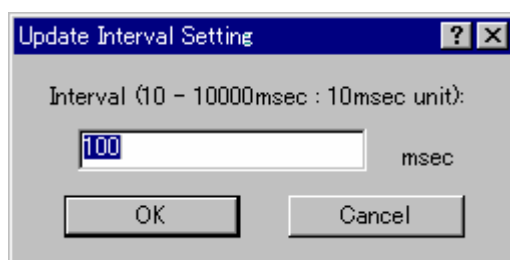 Update Interval Setting
Interval (10 - 10000msec : 10msec unit):
100 msec
OK Cancel